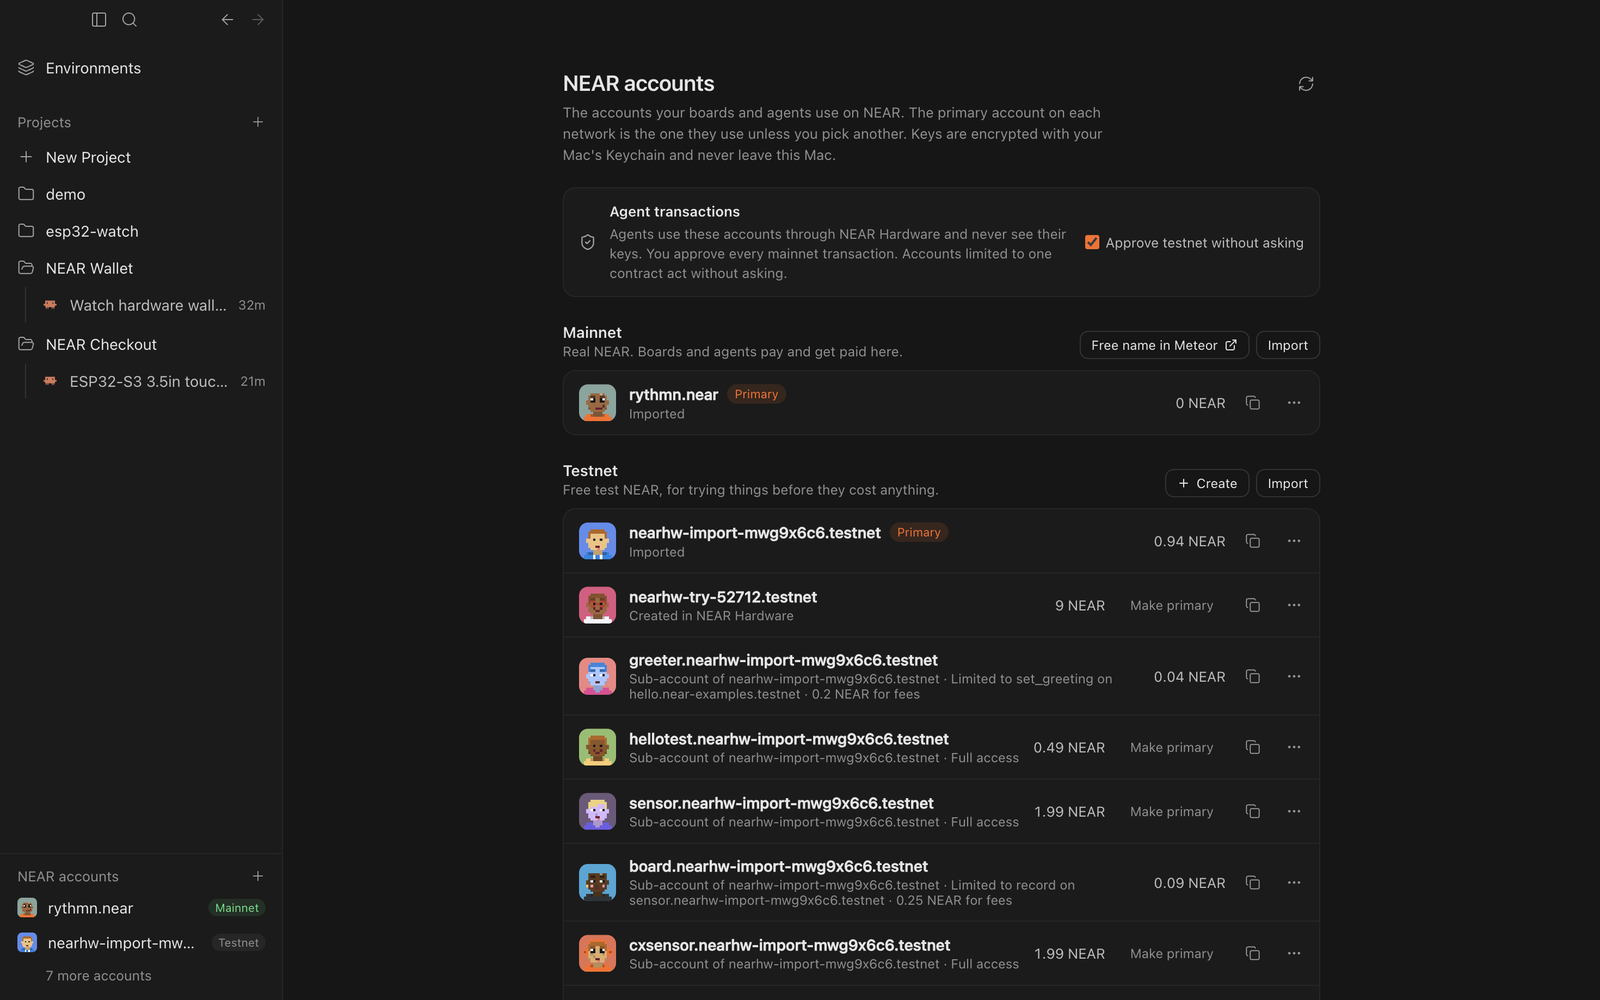 Environments
Projects
New Project
demo
esp32-watch
NEAR Wallet
Watch hardware wall... 32m
NEAR Checkout
ESP32-S3 3.5in touc... 21m
NEAR accounts
rythmn.near Mainnet
nearhw-import-mw... Testnet
7 more accounts
NEAR accounts
The accounts your boards and agents use on NEAR. The primary account on each
network is the one they use unless you pick another. Keys are encrypted with your
Mac's Keychain and never leave this Mac.
Agent transactions
Agents use these accounts through NEAR Hardware and never see their
keys. You approve every mainnet transaction. Accounts limited to one
contract act without asking.
Approve testnet without asking
Mainnet
Real NEAR. Boards and agents pay and get paid here.
Free name in Meteor Import
rythmn.near Primary
Imported
0 NEAR
Testnet
Free test NEAR, for trying things before they cost anything.
Create Import
nearhw-import-mwg9x6c6.testnet Primary
Imported
0.94 NEAR
nearhw-try-52712.testnet
Created in NEAR Hardware
9 NEAR Make primary
greeter.nearhw-import-mwg9x6c6.testnet
Sub-account of nearhw-import-mwg9x6c6.testnet · Limited to set_greeting on
hello.near-examples.testnet · 0.2 NEAR for fees
0.04 NEAR
hellotest.nearhw-import-mwg9x6c6.testnet
Sub-account of nearhw-import-mwg9x6c6.testnet · Full access
0.49 NEAR Make primary
sensor.nearhw-import-mwg9x6c6.testnet
Sub-account of nearhw-import-mwg9x6c6.testnet · Full access
1.99 NEAR Make primary
board.nearhw-import-mwg9x6c6.testnet
Sub-account of nearhw-import-mwg9x6c6.testnet · Limited to record on
sensor.nearhw-import-mwg9x6c6.testnet · 0.25 NEAR for fees
0.09 NEAR
cxsensor.nearhw-import-mwg9x6c6.testnet
Sub-account of nearhw-import-mwg9x6c6.testnet · Full access
1.99 NEAR Make primary